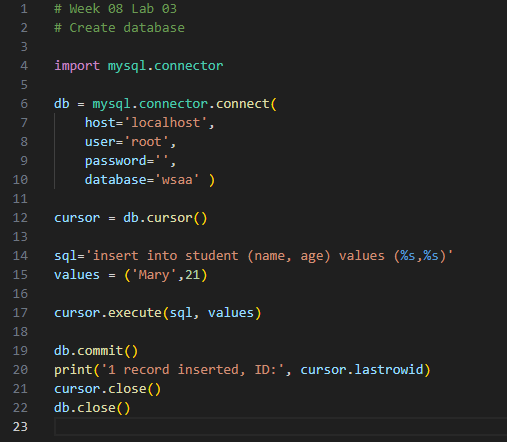 1 # Week 08 Lab 03
2 # Create database
3
4 import mysql.connector
5
6 db = mysql.connector.connect(
7     host='localhost',
8     user='root',
9     password='',
10     database='wsaa' )
11
12 cursor = db.cursor()
13
14 sql='insert into student (name, age) values (%s,%s)'
15 values = ('Mary',21)
16
17 cursor.execute(sql, values)
18
19 db.commit()
20 print('1 record inserted, ID:', cursor.lastrowid)
21 cursor.close()
22 db.close()
23